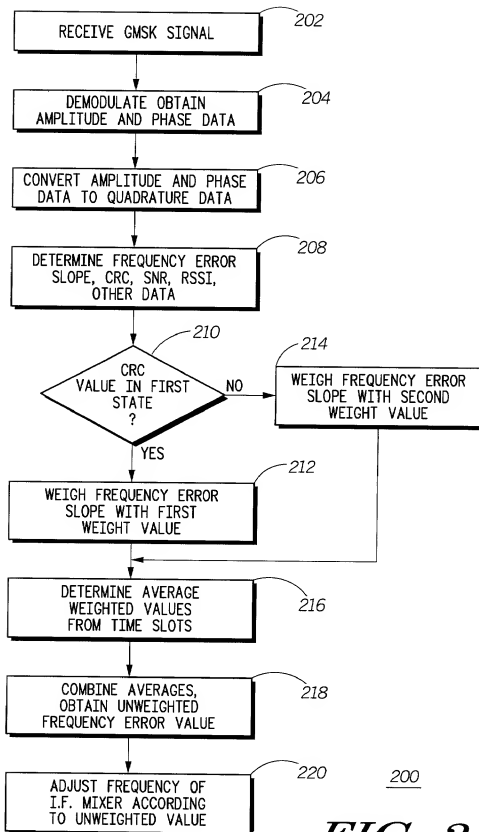 RECEIVE GMSK SIGNAL
202
DEMODULATE OBTAIN
AMPLITUDE AND PHASE DATA
204
CONVERT AMPLITUDE AND PHASE
DATA TO QUADRATURE DATA
206
DETERMINE FREQUENCY ERROR
SLOPE, CRC, SNR, RSSI,
OTHER DATA
208
CRC
VALUE IN FIRST
STATE
?
210
NO
YES
WEIGH FREQUENCY ERROR
SLOPE WITH SECOND
WEIGHT VALUE
214
WEIGH FREQUENCY ERROR
SLOPE WITH FIRST
WEIGHT VALUE
212
DETERMINE AVERAGE
WEIGHTED VALUES
FROM TIME SLOTS
216
COMBINE AVERAGES,
OBTAIN UNWEIGHTED
FREQUENCY ERROR VALUE
218
ADJUST FREQUENCY OF
I.F. MIXER ACCORDING
TO UNWEIGHTED VALUE
220
200
FIG.